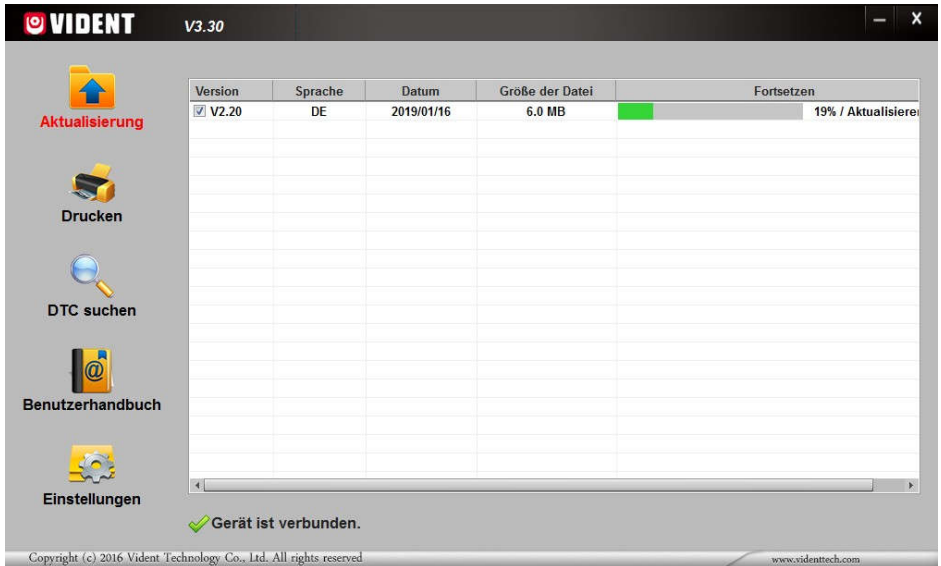 VIDENT V3.30
Aktualisierung
Drucken
DTC suchen
Benutzerhandbuch
Einstellungen
Version Sprache Datum Größe der Datei Fortsetzen
V2.20 DE 2019/01/16 6.0 MB 19% / Aktualisierei
Gerät ist verbunden.
Copyright (c) 2016 Vident Technology Co., Ltd. All rights reserved www.videnttech.com